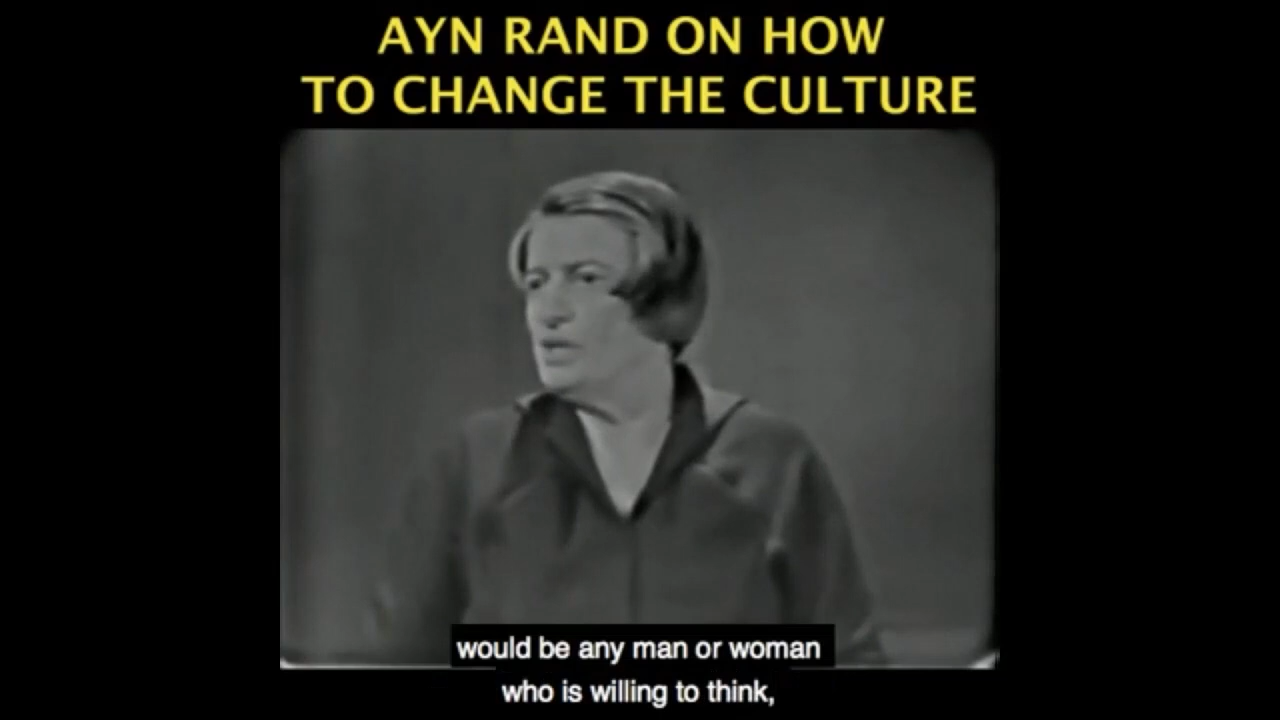 AYN RAND ON HOW
TO CHANGE THE CULTURE
would be any man or woman
who is willing to think,